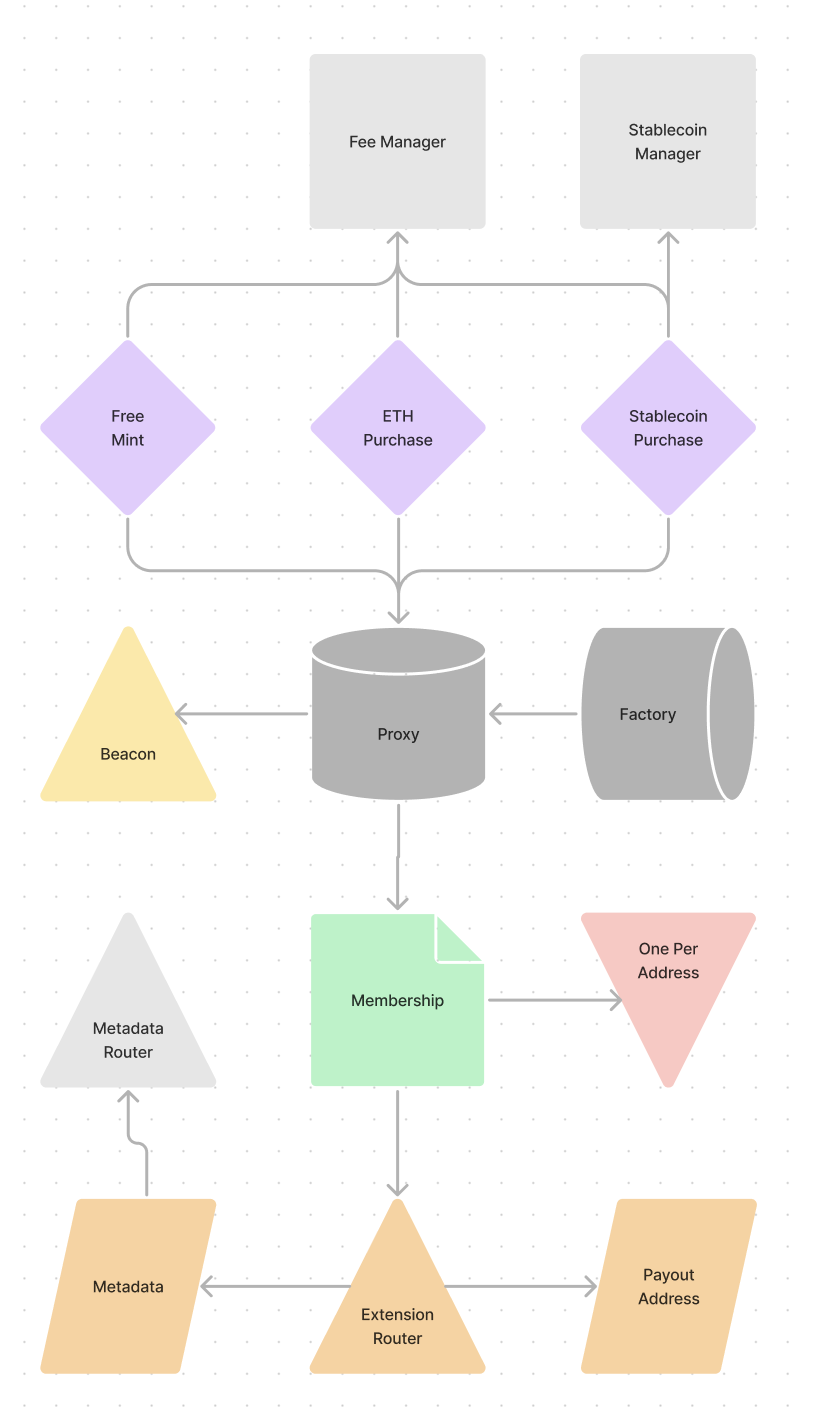 Fee Manager
Stablecoin
Manager
Free
Mint
ETH
Purchase
Stablecoin
Purchase
Beacon
Proxy
Factory
Metadata
Router
Membership
One Per
Address
Metadata
Extension
Router
Payout
Address